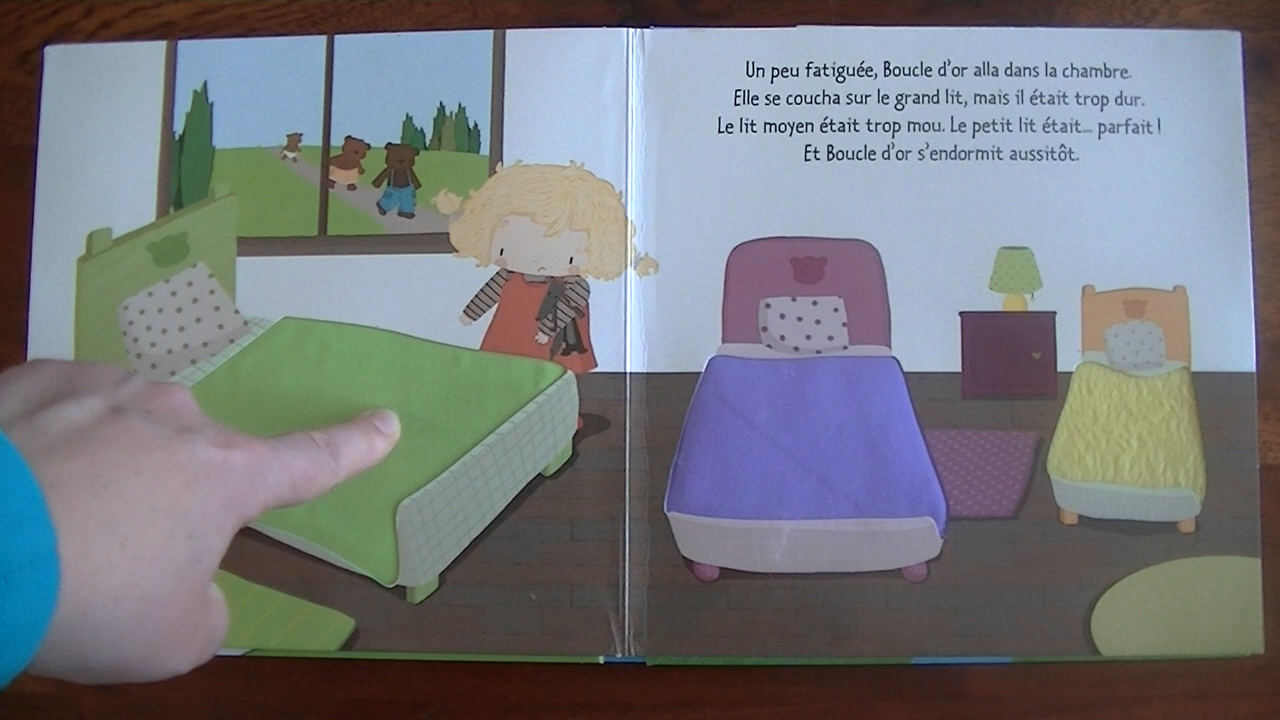 Un peu fatiguée, Boucle d'or alla dans la chambre.
Elle se coucha sur le grand lit, mais il était trop dur.
Le lit moyen était trop mou. Le petit lit était... parfait !
Et Boucle d'or s'endormit aussitôt.